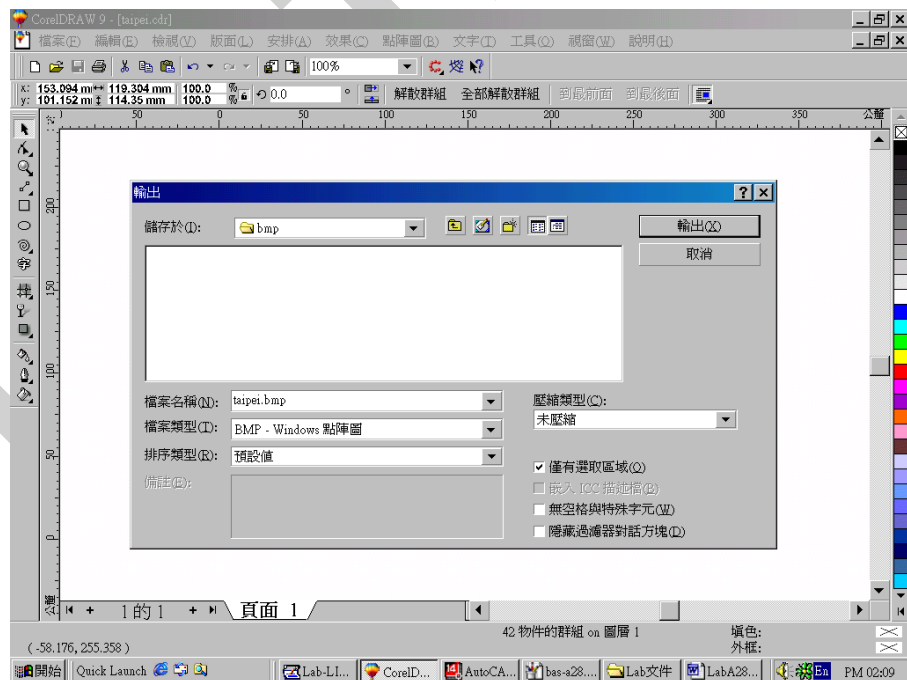 CorelDRAW 9 - [taipei.cdr]
檔案(F) 編輯(E) 檢視(V) 版面(L) 安排(A) 效果(C) 點陣圖(B) 文字(T) 工具(O) 視窗(W) 說明(H)
100%
x: 153.094 mm 119.304 mm 100.0 %
y: 101.152 mm 114.35 mm 100.0 %
0.0 ° 解散群組 全部解散群組 到最前面 到最後面
50 0 50 100 150 200 250 300 350 公釐
200
150
100
50
0
公釐
字
輸出
儲存於(I): bmp
輸出(X)
取消
檔案名稱(N): taipei.bmp
檔案類型(T): BMP - Windows 點陣圖
排序類型(R): 預設值
備註(E):
壓縮類型(C):
未壓縮
僅有選取區域(O)
嵌入 ICC 描述檔(B)
無空格與特殊字元(W)
隱藏過濾器對話方塊(D)
1的1 頁面 1
42 物件的群組 on 圖層 1 填色:
( -58.176, 255.358 ) 外框:
開始 Quick Launch Lab-LI... CorelD... AutoCA... bas-a28.... Lab文件 LabA28... En PM 02:09